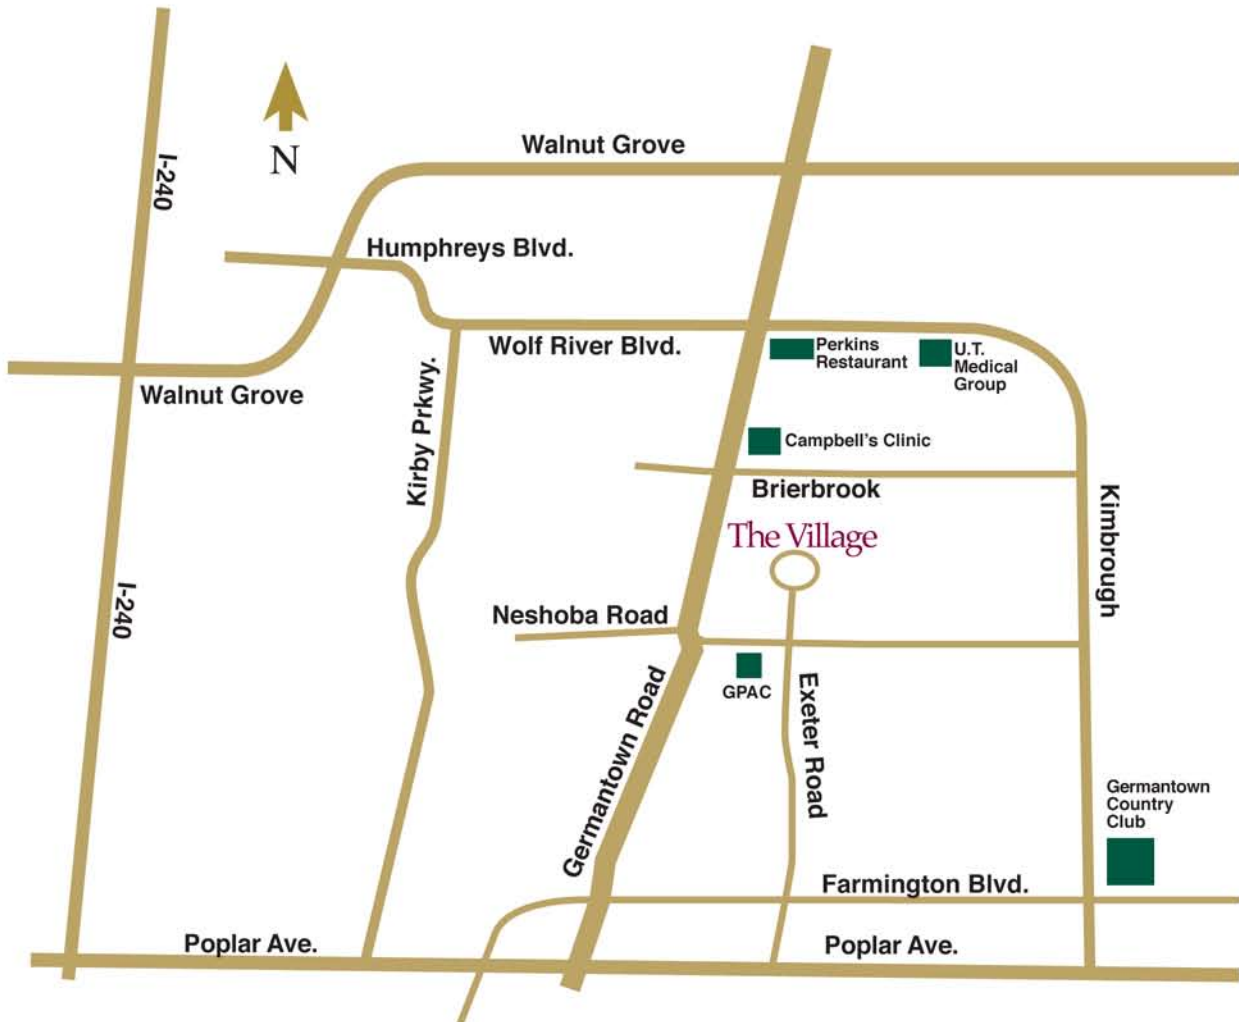 Walnut Grove
I-240
N
Humphreys Blvd.
Wolf River Blvd.
Perkins
Restaurant
U.T.
Medical
Group
Walnut Grove
Kirby Prkwy.
Campbell's Clinic
Brierbrook
Kimbrough
The Village
I-240
Neshoba Road
GPAC
Germantown Road
Exeter Road
Germantown
Country
Club
Farmington Blvd.
Poplar Ave.
Poplar Ave.